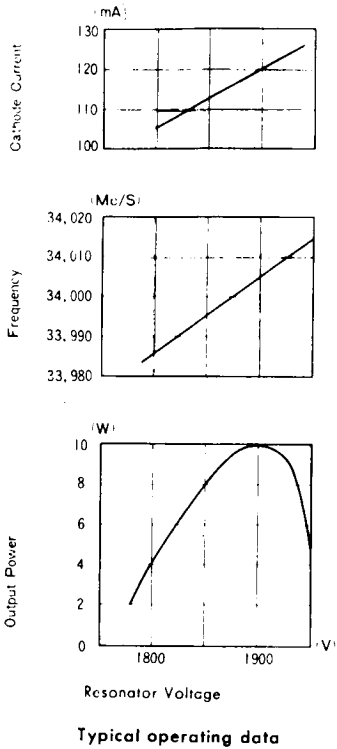 (mA)
130
120
110
100
Cathode Current
(Mc/S)
34,020
34,010
34,000
33,990
33,980
Frequency
(W)
10
8
6
4
2
0
Output Power
1800
1900
(V)
Resonator Voltage
Typical operating data